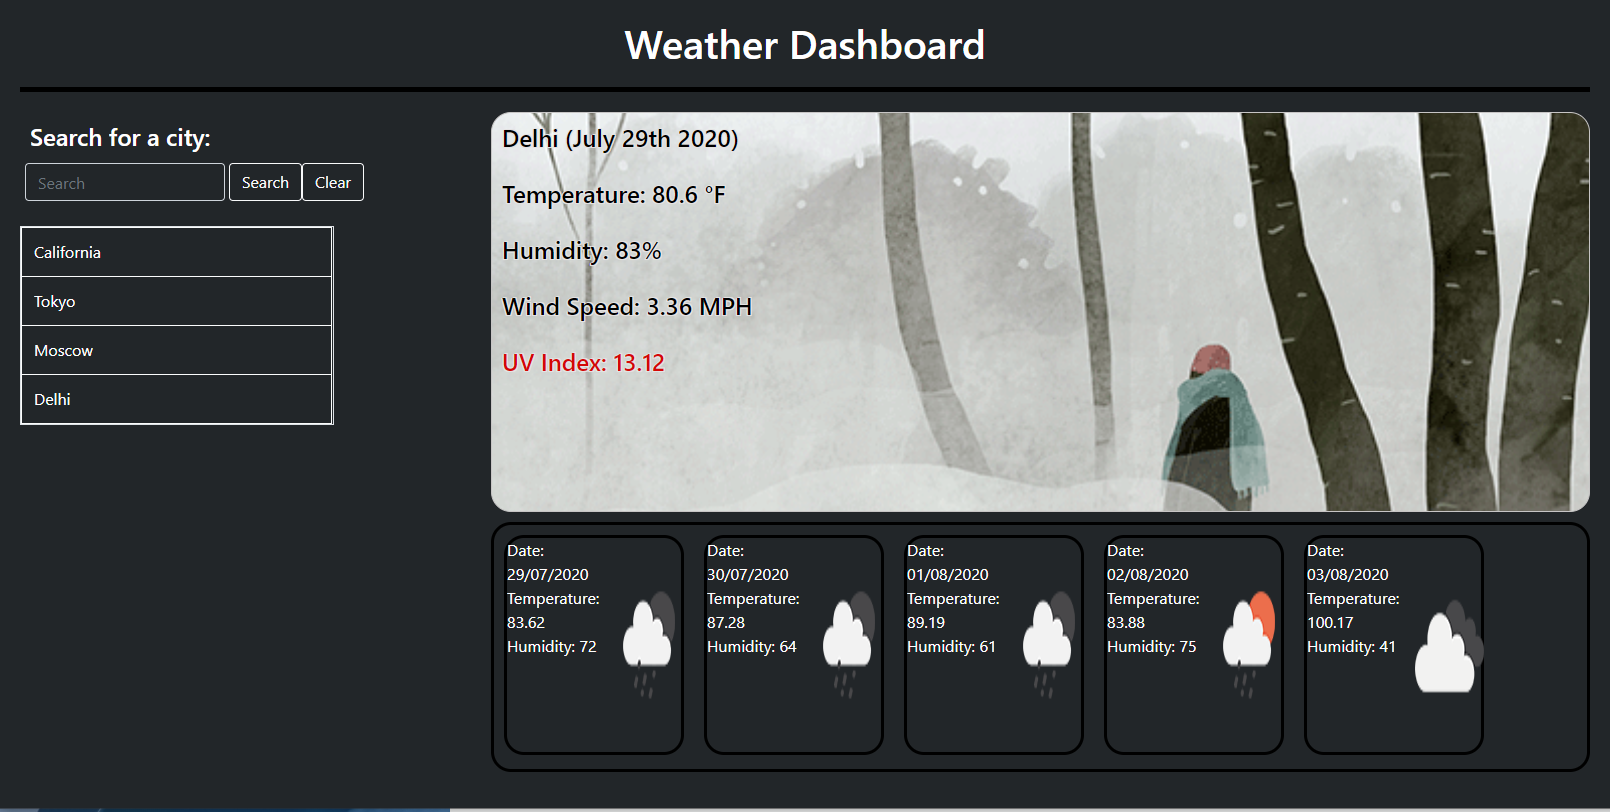 Weather Dashboard
Search for a city:
Search
Search
Clear
California
Tokyo
Moscow
Delhi
Delhi (July 29th 2020)
Temperature: 80.6 °F
Humidity: 83%
Wind Speed: 3.36 MPH
UV Index: 13.12
Date:
29/07/2020
Temperature:
83.62
Humidity: 72
Date:
30/07/2020
Temperature:
87.28
Humidity: 64
Date:
01/08/2020
Temperature:
89.19
Humidity: 61
Date:
02/08/2020
Temperature:
83.88
Humidity: 75
Date:
03/08/2020
Temperature:
100.17
Humidity: 41